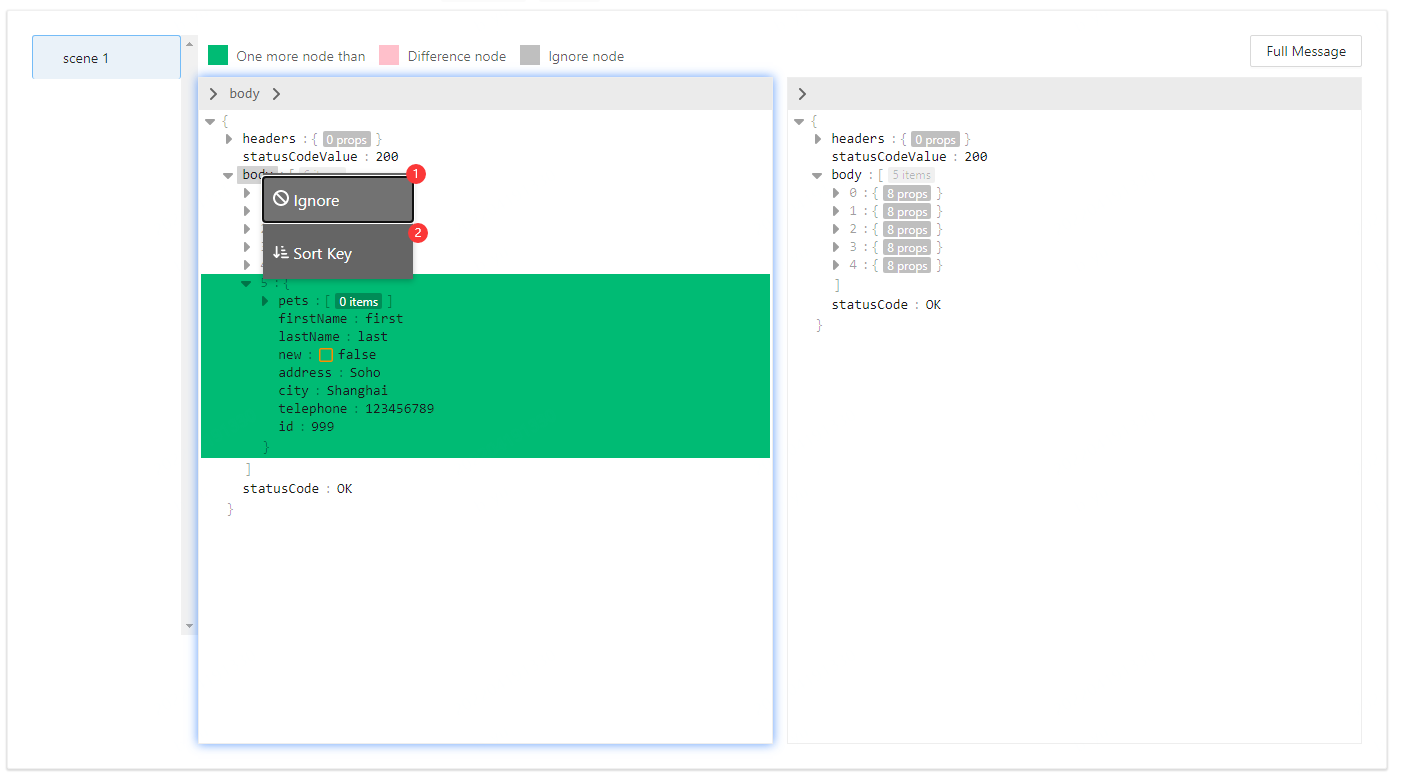 scene 1
One more node than
Difference node
Ignore node
Full Message
body
{
headers : { 0 props }
statusCodeValue : 200
body : [
1
Ignore
2
Sort Key
5 : {
pets : [ 0 items ]
firstName : first
lastName : last
new : false
address : Soho
city : Shanghai
telephone : 123456789
id : 999
}
]
statusCode : OK
}
{
headers : { 0 props }
statusCodeValue : 200
body : [ 5 items
0 : { 8 props }
1 : { 8 props }
2 : { 8 props }
3 : { 8 props }
4 : { 8 props }
]
statusCode : OK
}